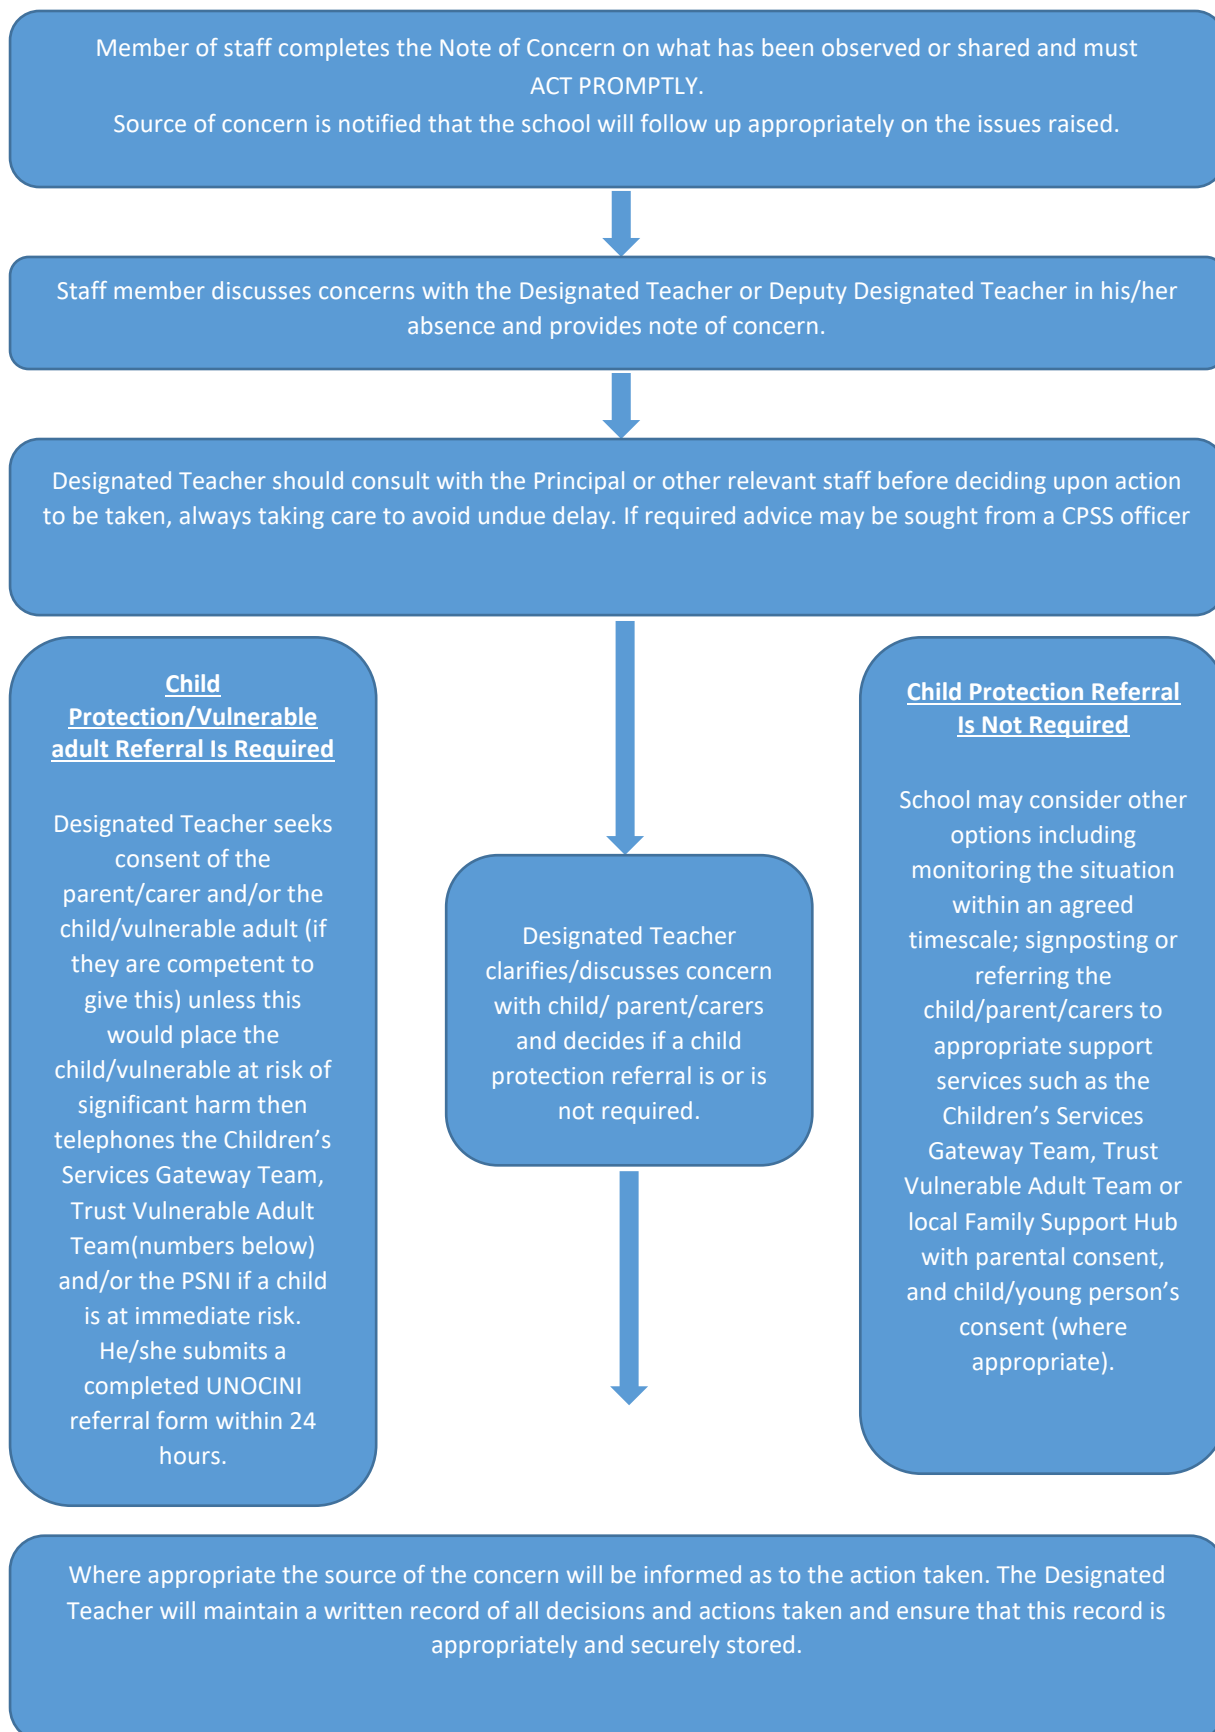 Member of staff completes the Note of Concern on what has been observed or shared and must
ACT PROMPTLY.
Source of concern is notified that the school will follow up appropriately on the issues raised.
Staff member discusses concerns with the Designated Teacher or Deputy Designated Teacher in his/her
absence and provides note of concern.
Designated Teacher should consult with the Principal or other relevant staff before deciding upon action
to be taken, always taking care to avoid undue delay. If required advice may be sought from a CPSS officer
Child
Protection/Vulnerable
adult Referral Is Required
Designated Teacher seeks
consent of the
parent/carer and/or the
child/vulnerable adult (if
they are competent to
give this) unless this
would place the
child/vulnerable at risk of
significant harm then
telephones the Children’s
Services Gateway Team,
Trust Vulnerable Adult
Team(numbers below)
and/or the PSNI if a child
is at immediate risk.
He/she submits a
completed UNOCINI
referral form within 24
hours.
Designated Teacher
clarifies/discusses concern
with child/ parent/carers
and decides if a child
protection referral is or is
not required.
Child Protection Referral
Is Not Required
School may consider other
options including
monitoring the situation
within an agreed
timescale; signposting or
referring the
child/parent/carers to
appropriate support
services such as the
Children’s Services
Gateway Team, Trust
Vulnerable Adult Team or
local Family Support Hub
with parental consent,
and child/young person’s
consent (where
appropriate).
Where appropriate the source of the concern will be informed as to the action taken. The Designated
Teacher will maintain a written record of all decisions and actions taken and ensure that this record is
appropriately and securely stored.